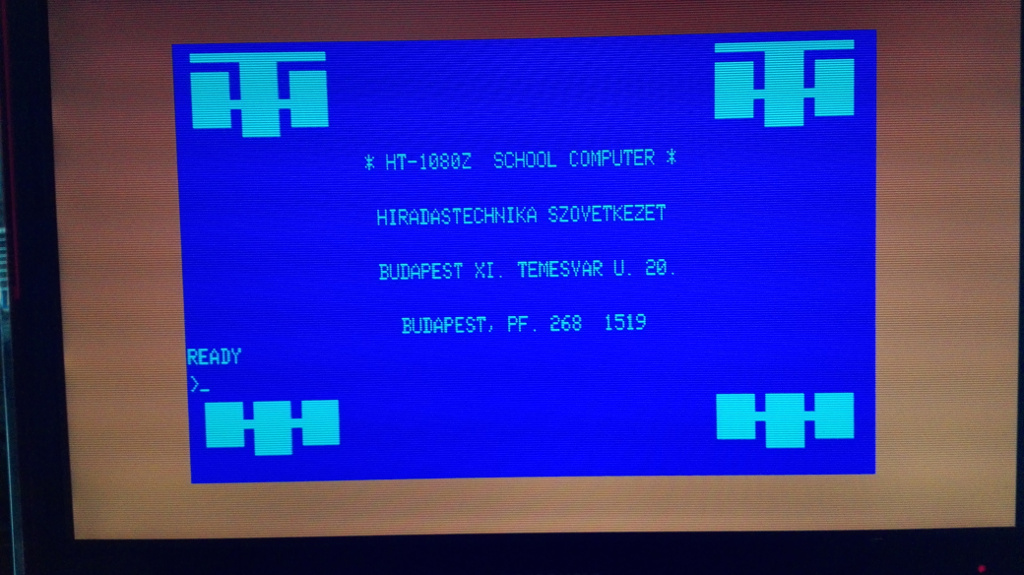 * HT-1080Z  SCHOOL COMPUTER *
HIRADASTECHNIKA SZOVETKEZET
BUDAPEST XI. TEMESVAR U. 20.
BUDAPEST, PF. 268  1519
READY
>_